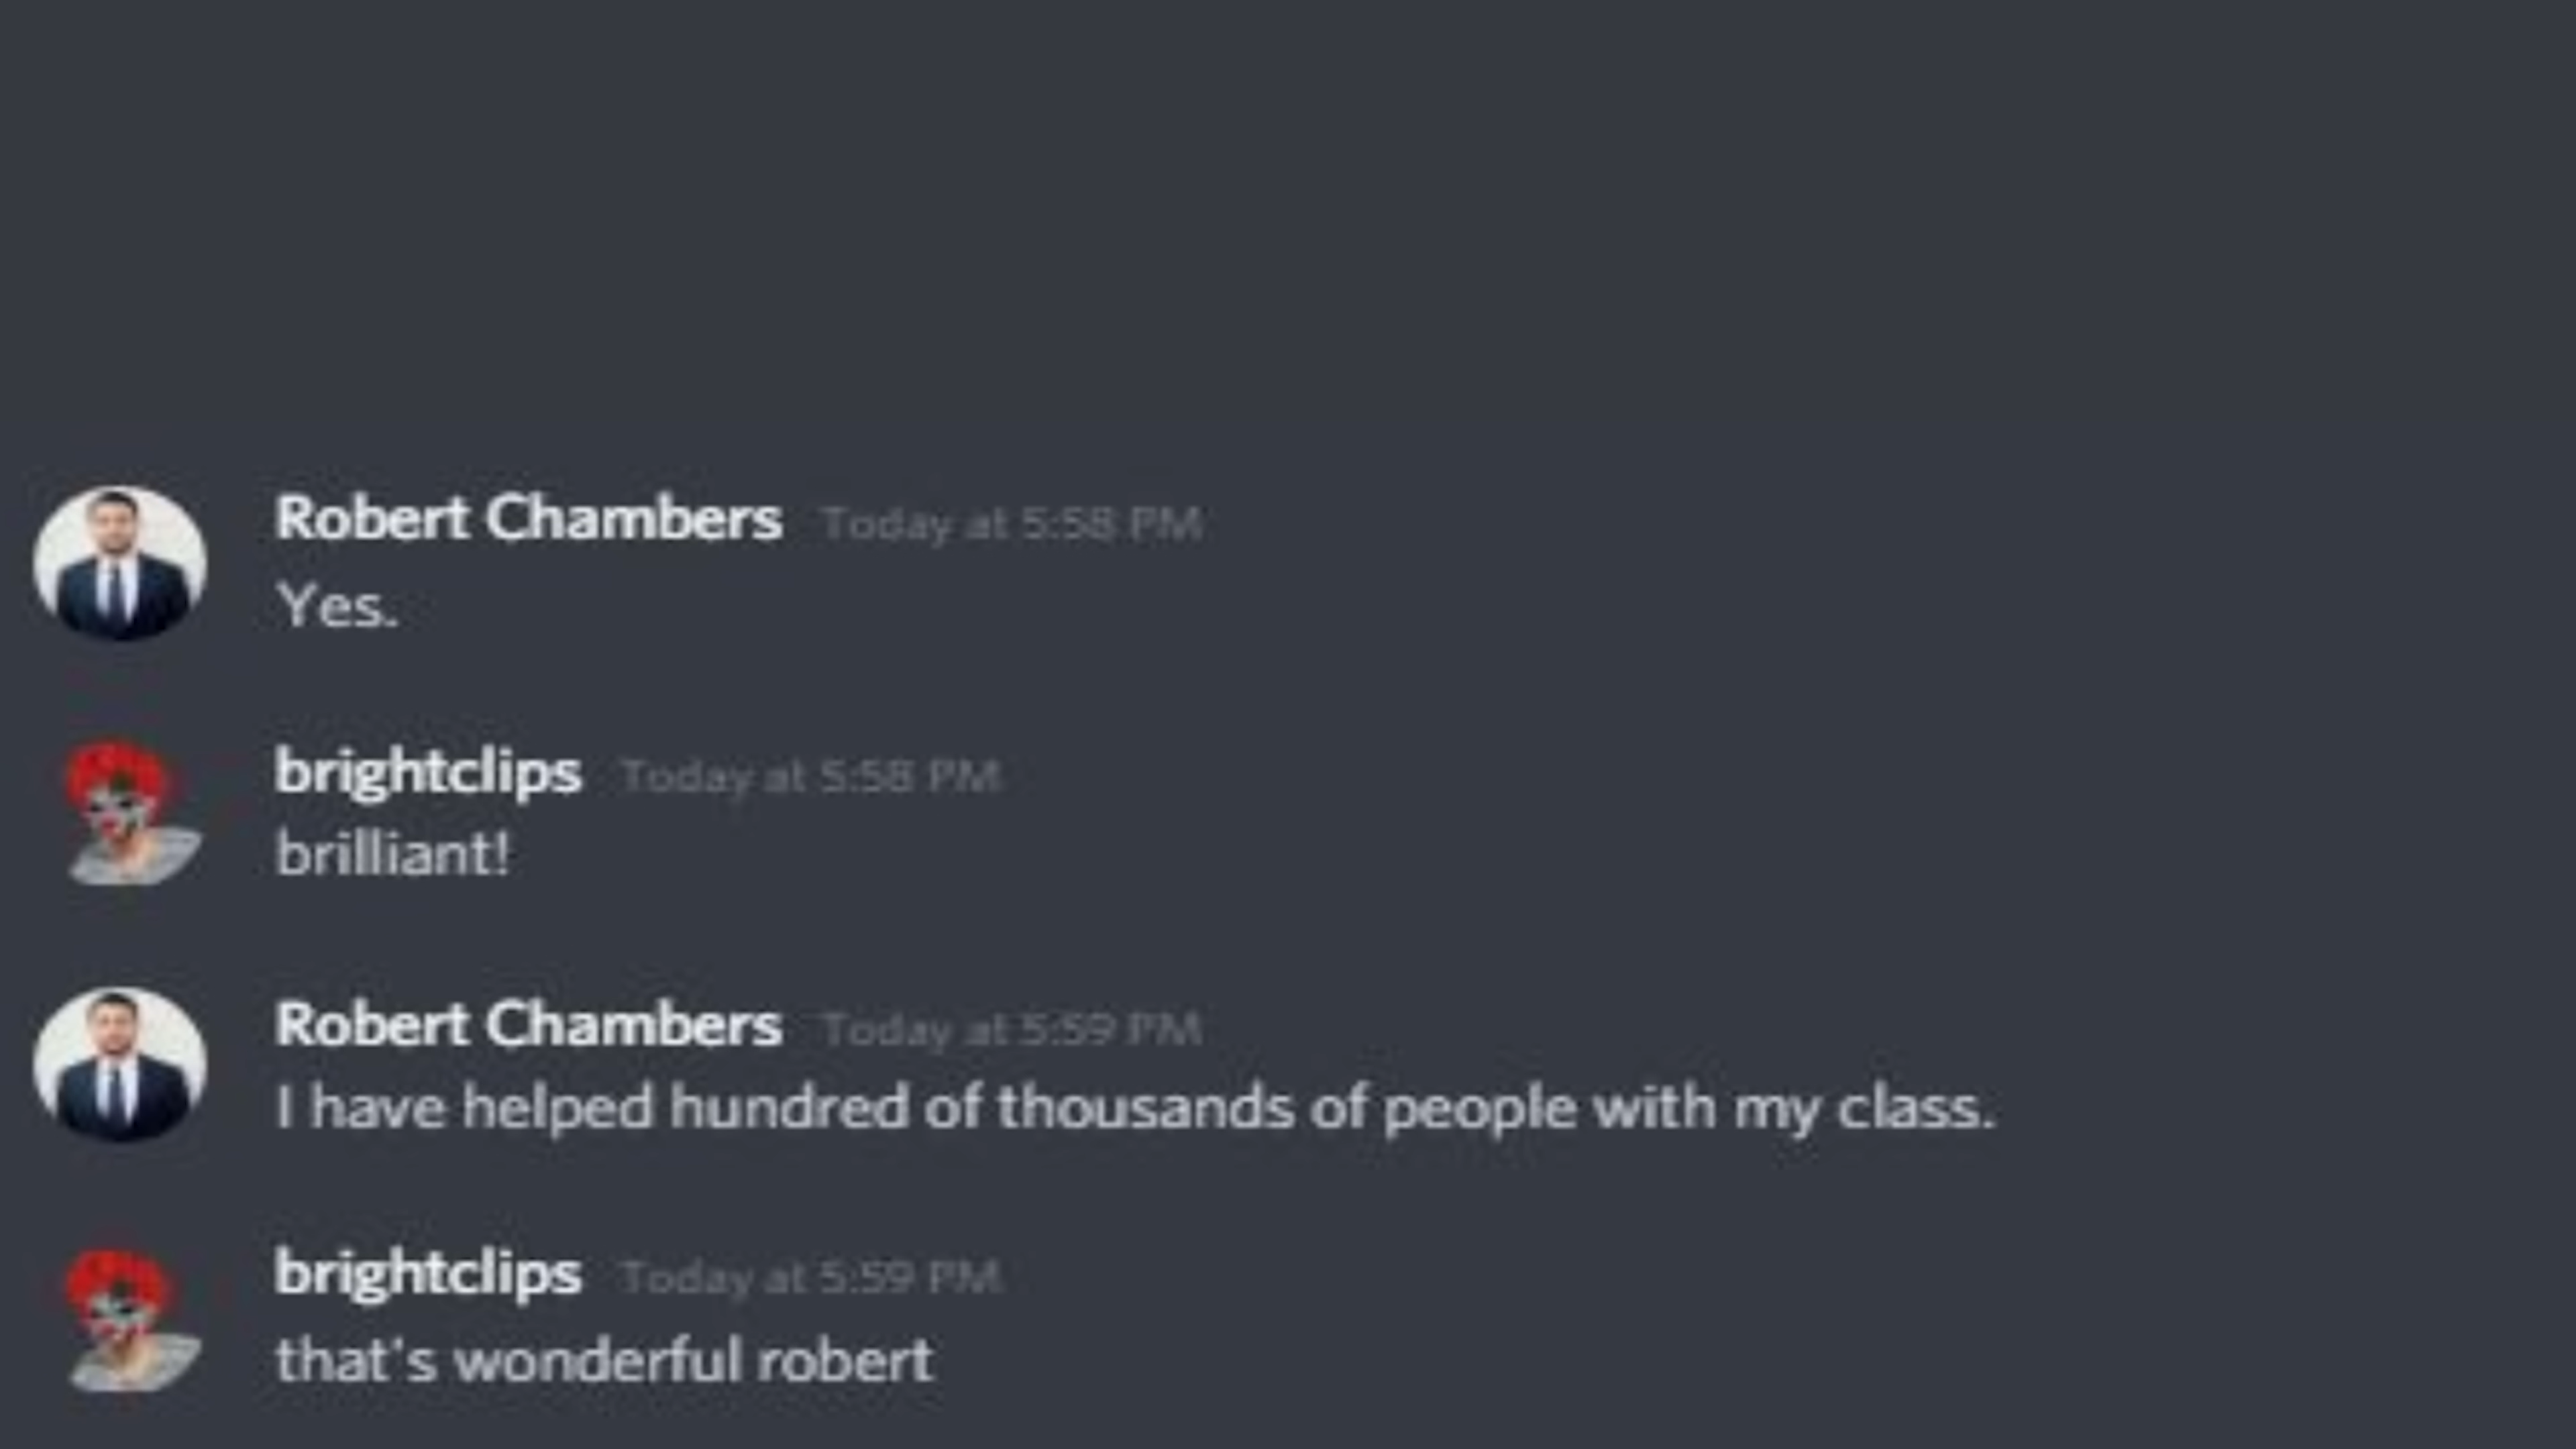 Robert Chambers Today at 5:58 PM
Yes.
brightclips Today at 5:58 PM
brilliant!
Robert Chambers Today at 5:59 PM
I have helped hundred of thousands of people with my class.
brightclips Today at 5:59 PM
that's wonderful robert